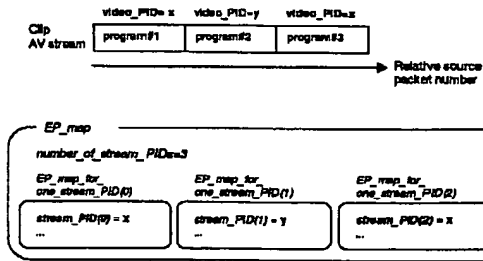 video_PID= x video_PID=y video_PID=x
Clip
AV stream
program#1 program#2 program#3
Relative source
packet number
EP_map
number_of_stream_PIDs=3
EP_map_for_
one_stream_PID(0)
EP_map_for_
one_stream_PID(1)
EP_map_for_
one_stream_PID(2)
stream_PID(0) = x
...
stream_PID(1) = y
...
stream_PID(2) = x
...